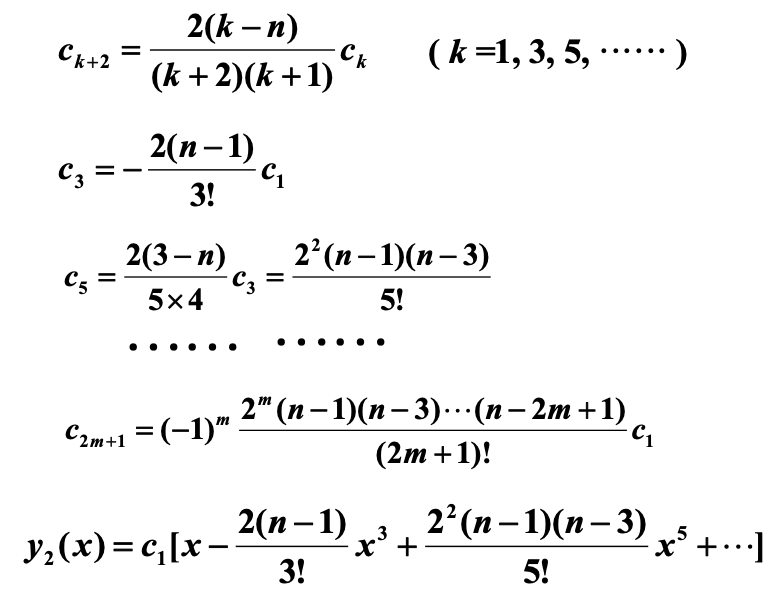 c_{k+2} = \frac{2(k-n)}{(k+2)(k+1)} c_k ( k =1, 3, 5, ⋯⋯ )
c_3 = -\frac{2(n-1)}{3!} c_1
c_5 = \frac{2(3-n)}{5×4} c_3 = \frac{2^2(n-1)(n-3)}{5!}
⋯⋯ ⋯⋯
c_{2m+1} = (-1)^m \frac{2^m(n-1)(n-3)⋯(n-2m+1)}{(2m+1)!} c_1
y_2(x) = c_1[x - \frac{2(n-1)}{3!} x^3 + \frac{2^2(n-1)(n-3)}{5!} x^5 + ⋯]